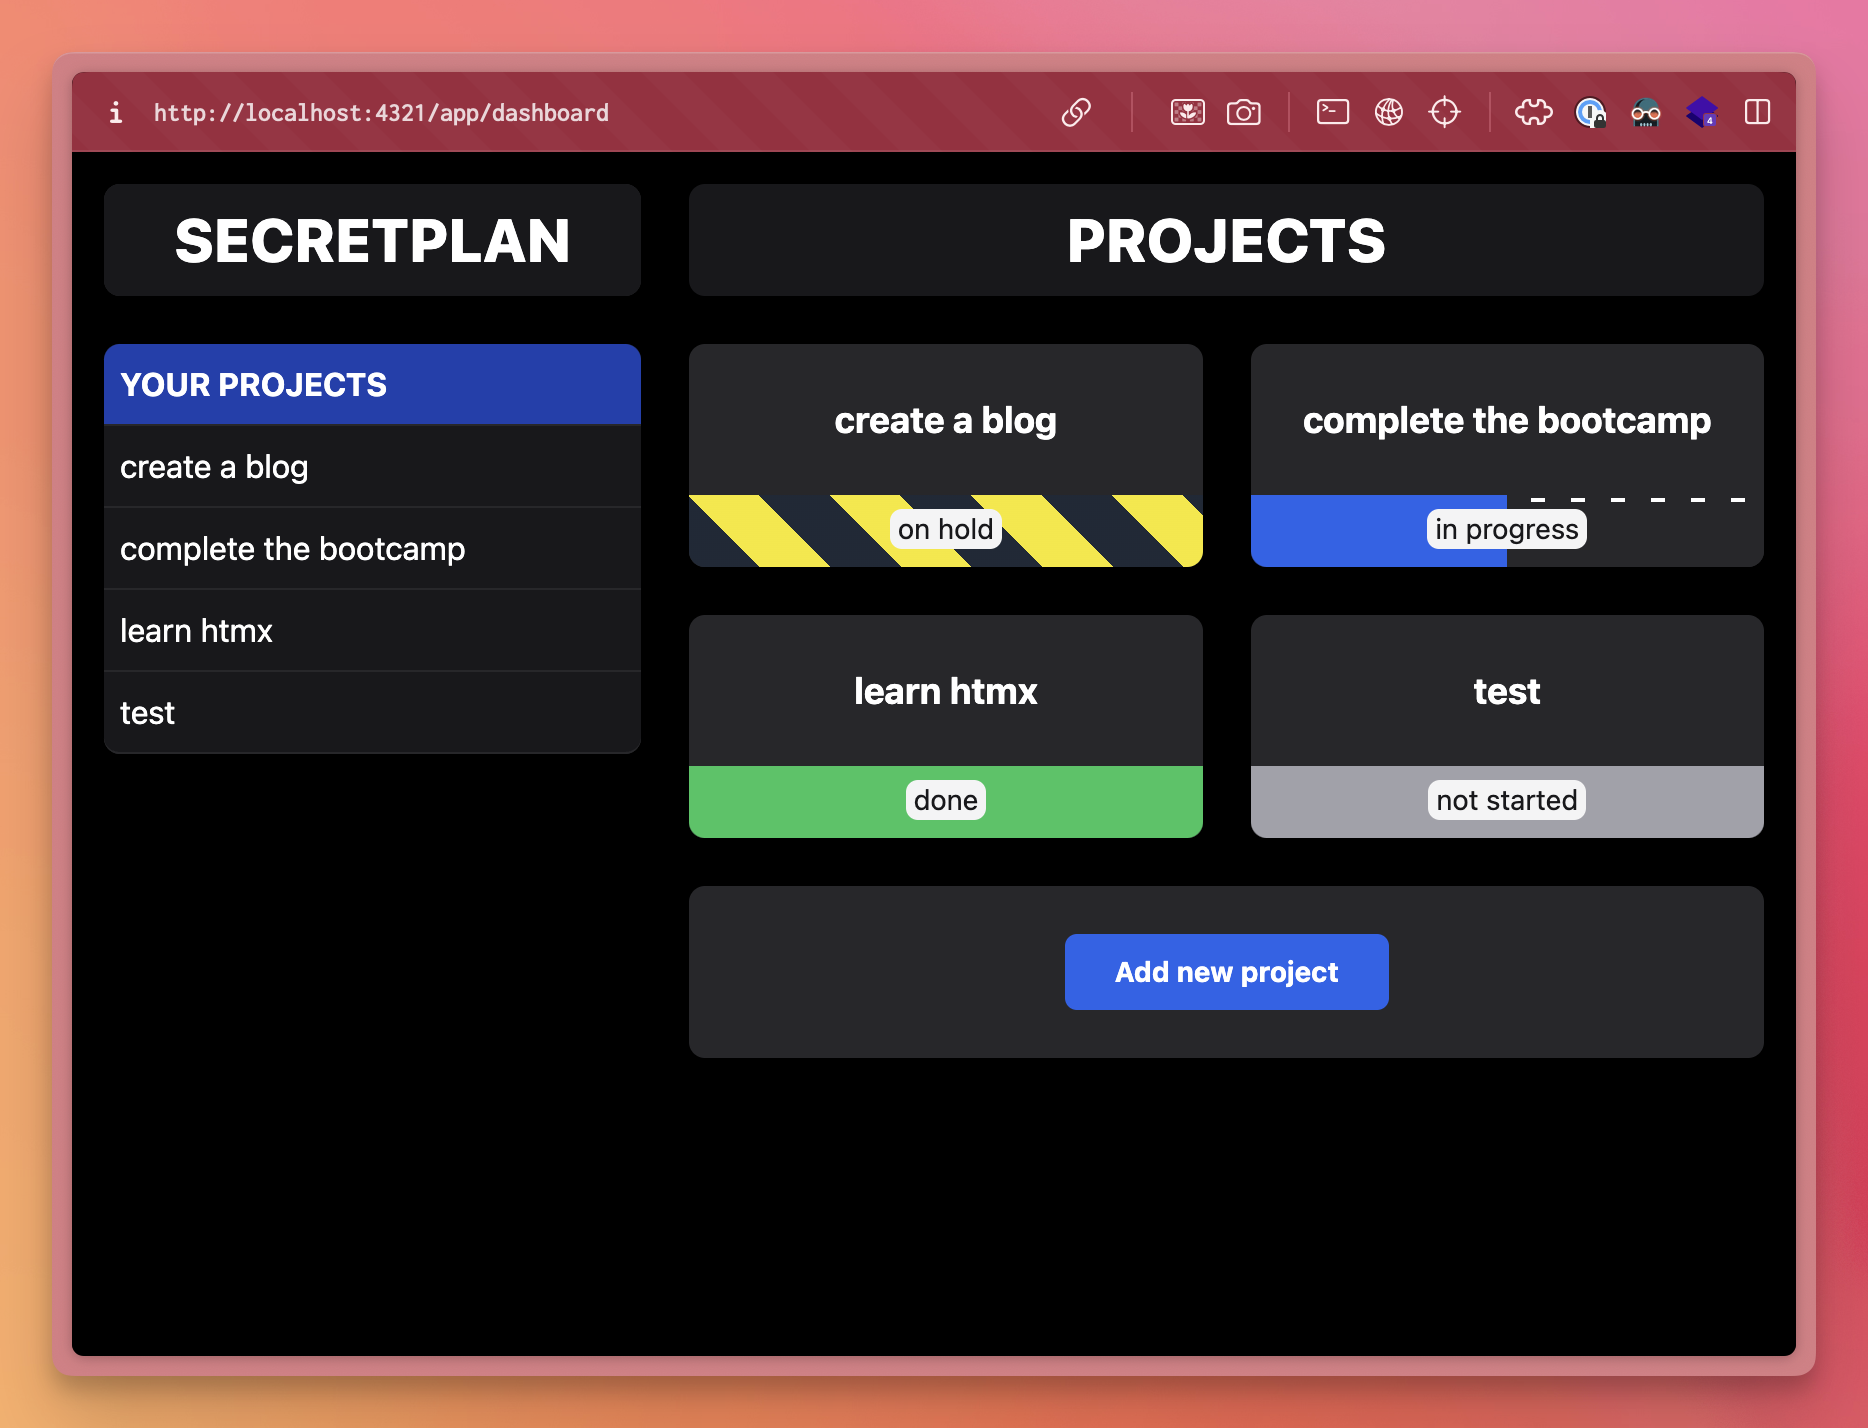 http://localhost:4321/app/dashboard
4
SECRETPLAN
YOUR PROJECTS
create a blog
complete the bootcamp
learn htmx
test
PROJECTS
create a blog
on hold
complete the bootcamp
in progress
learn htmx
done
test
not started
Add new project